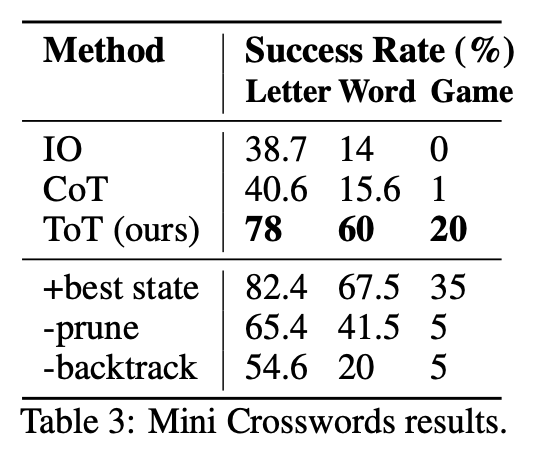 Method Success Rate (%)
Letter Word Game
IO 38.7 14 0
CoT 40.6 15.6 1
ToT (ours) 78 60 20
+best state 82.4 67.5 35
-prune 65.4 41.5 5
-backtrack 54.6 20 5
Table 3: Mini Crosswords results.